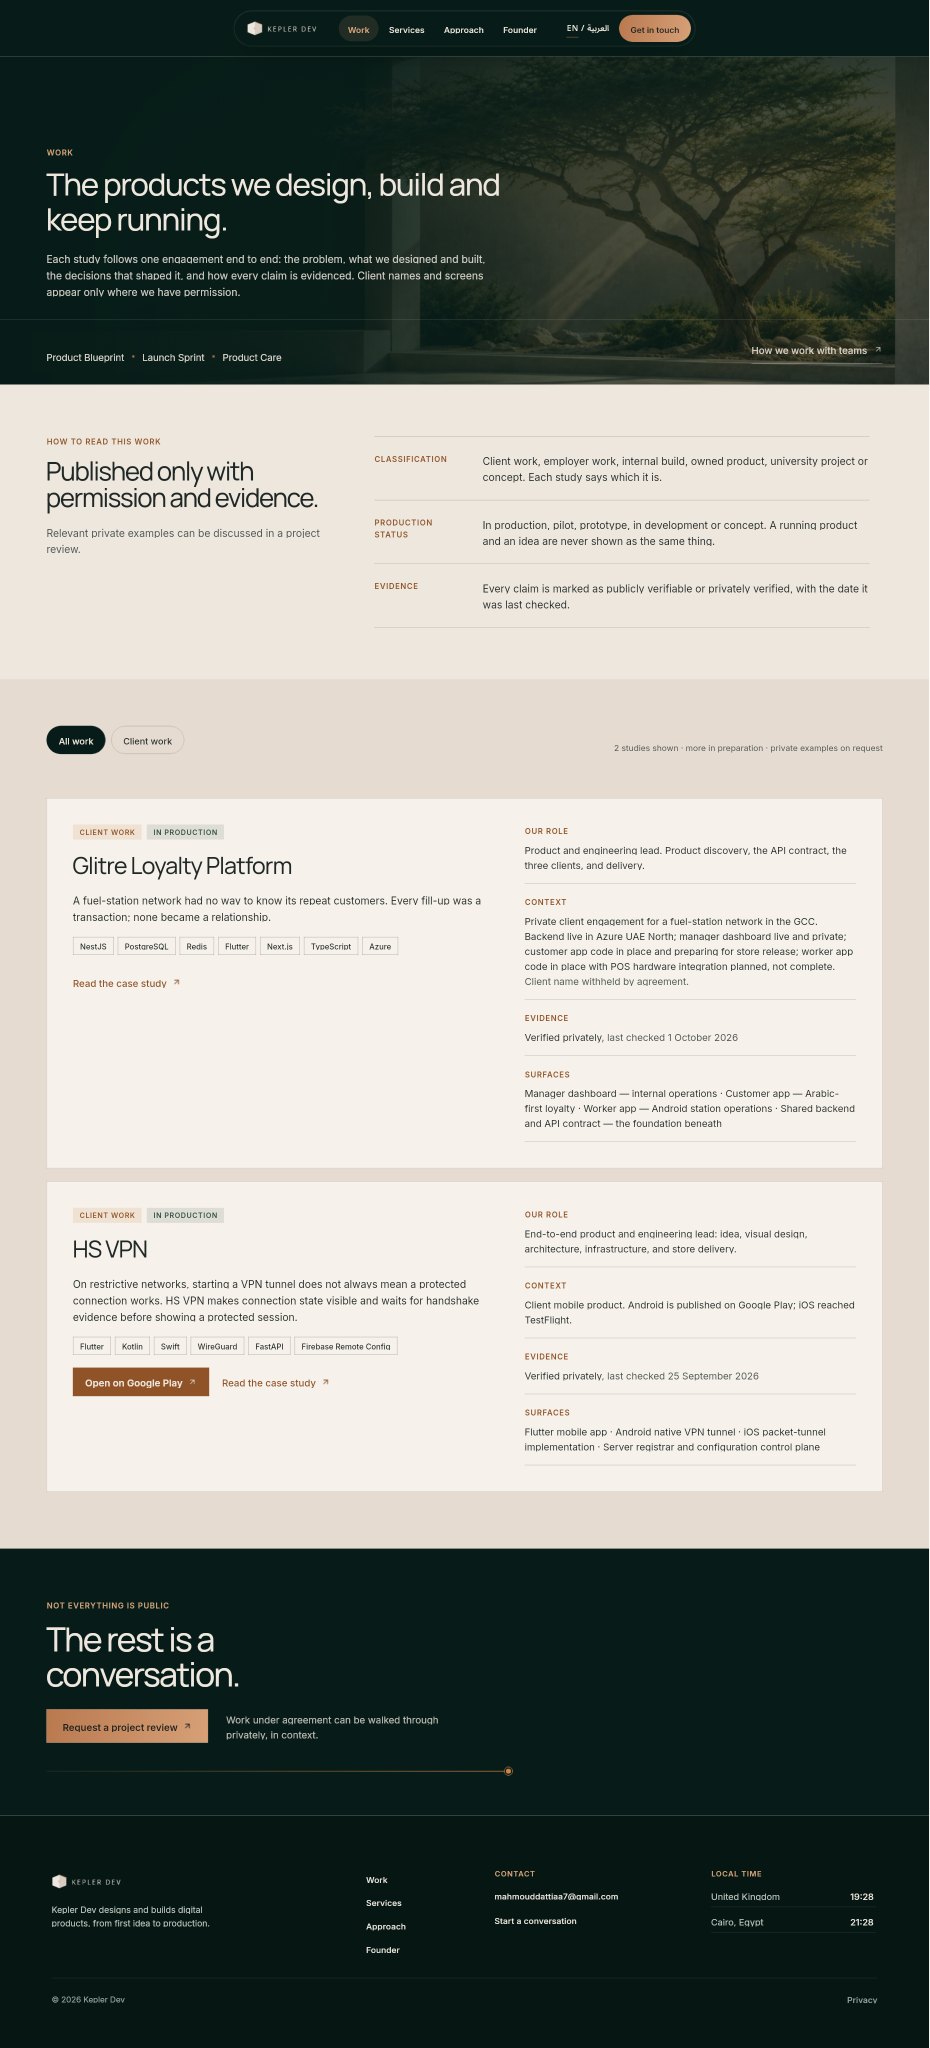 KEPLER DEV
Work
Services
Approach
Founder
EN / العربية
Get in touch
WORK
The products we design, build and
keep running.
Each study follows one engagement end to end: the problem, what we designed and built,
the decisions that shaped it, and how every claim is evidenced. Client names and screens
appear only where we have permission.
Product Blueprint • Launch Sprint • Product Care
How we work with teams ↗
HOW TO READ THIS WORK
Published only with
permission and evidence.
Relevant private examples can be discussed in a project
review.
CLASSIFICATION
Client work, employer work, internal build, owned product, university project or
concept. Each study says which it is.
PRODUCTION
STATUS
In production, pilot, prototype, in development or concept. A running product
and an idea are never shown as the same thing.
EVIDENCE
Every claim is marked as publicly verifiable or privately verified, with the date it
was last checked.
All work
Client work
2 studies shown · more in preparation · private examples on request
CLIENT WORK
IN PRODUCTION
Glitre Loyalty Platform
A fuel-station network had no way to know its repeat customers. Every fill-up was a
transaction; none became a relationship.
NestJS
PostgreSQL
Redis
Flutter
Next.js
TypeScript
Azure
Read the case study ↗
OUR ROLE
Product and engineering lead. Product discovery, the API contract, the
three clients, and delivery.
CONTEXT
Private client engagement for a fuel-station network in the GCC.
Backend live in Azure UAE North; manager dashboard live and private;
customer app code in place and preparing for store release; worker app
code in place with POS hardware integration planned, not complete.
Client name withheld by agreement.
EVIDENCE
Verified privately, last checked 1 October 2026
SURFACES
Manager dashboard — internal operations · Customer app — Arabic-
first loyalty · Worker app — Android station operations · Shared backend
and API contract — the foundation beneath
CLIENT WORK
IN PRODUCTION
HS VPN
On restrictive networks, starting a VPN tunnel does not always mean a protected
connection works. HS VPN makes connection state visible and waits for handshake
evidence before showing a protected session.
Flutter
Kotlin
Swift
WireGuard
FastAPI
Firebase Remote Config
Open on Google Play ↗
Read the case study ↗
OUR ROLE
End-to-end product and engineering lead: idea, visual design,
architecture, infrastructure, and store delivery.
CONTEXT
Client mobile product. Android is published on Google Play; iOS reached
TestFlight.
EVIDENCE
Verified privately, last checked 25 September 2026
SURFACES
Flutter mobile app · Android native VPN tunnel · iOS packet-tunnel
implementation · Server registrar and configuration control plane
NOT EVERYTHING IS PUBLIC
The rest is a
conversation.
Request a project review ↗
Work under agreement can be walked through
privately, in context.
KEPLER DEV
Kepler Dev designs and builds digital
products, from first idea to production.
Work
Services
Approach
Founder
CONTACT
mahmouddattiaa7@gmail.com
Start a conversation
LOCAL TIME
United Kingdom 19:28
Cairo, Egypt 21:28
© 2026 Kepler Dev
Privacy